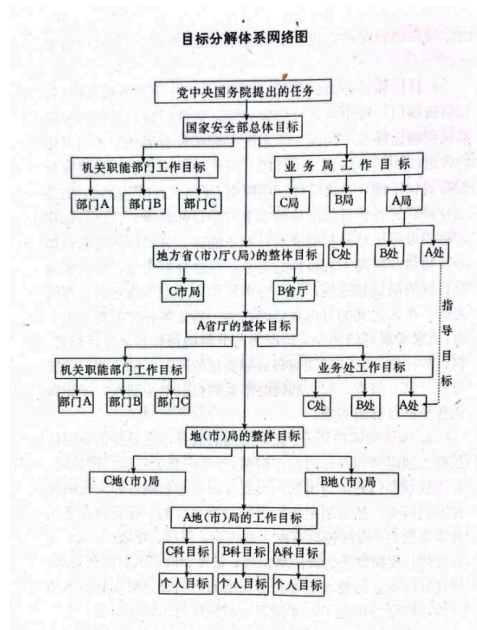 目标分解体系网络图
党中央国务院提出的任务
国家安全部总体目标
机关职能部门工作目标
业务局工作目标
部门A 部门B 部门C
C局 B局 A局
地方省(市)厅(局)的整体目标
C处 B处 A处
C市局 B省厅
指导目标
A省厅的整体目标
机关职能部门工作目标
业务处工作目标
部门A 部门B 部门C
C处 B处 A处
地(市)局的整体目标
C地(市)局 B地(市)局
A地(市)局的工作目标
C科目标 B科目标 A科目标
个人目标 个人目标 个人目标